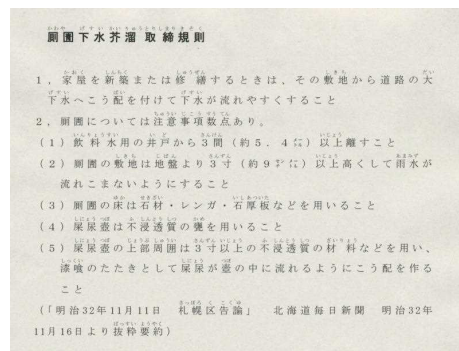 厠圊下水芥溜 取締規則
1，家屋を新築または修繕するときは、その敷地から道路の大
下水へこう配を付けて下水が流れやすくすること
2，厠圊については注意事項数点あり。
(1) 飲料水用の井戸から3間（約5．4㍍）以上離すこと
(2) 厠圊の敷地は地盤より3寸（約9㌢㍍）以上高くして雨水が
流れこまないようにすること
(3) 厠圊の床は石材・レンガ・石厚板などを用いること
(4) 屎尿壺は不浸透質の甕を用いること
(5) 屎尿壺の上部周囲は3寸以上の不浸透質の材料などを用い、
漆喰のたたきとして屎尿が壺の中に流れるようにこう配を作る
こと
（「明治32年11月11日 札幌区告諭」 北海道毎日新聞 明治32年
11月16日より抜粋要約）